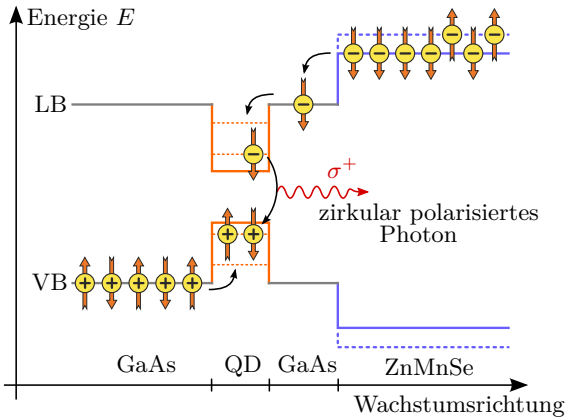 Energie E
LB
σ⁺
zirkular polarisiertes
Photon
VB
GaAs
QD
GaAs
ZnMnSe
Wachstumsrichtung